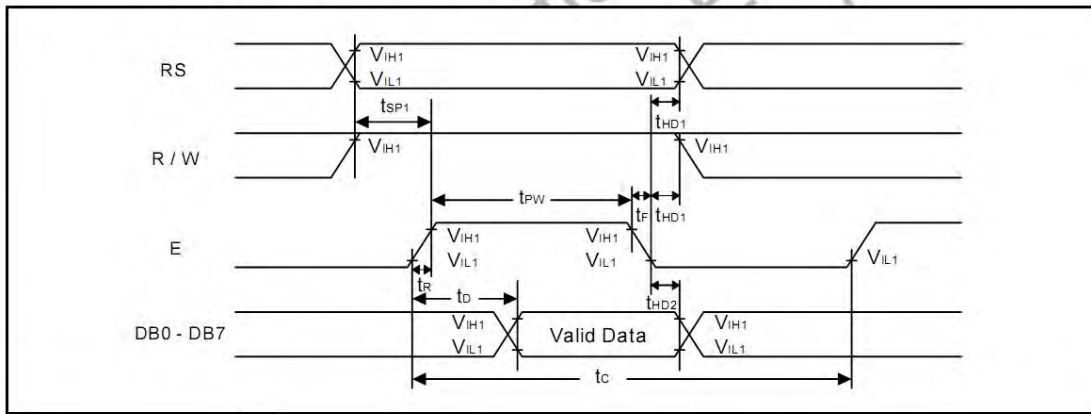 RS
VIH1
VIL1
VIH1
VIL1
tSP1
tHD1
R / W
VIH1
VIH1
tPW
tF
tHD1
E
VIH1
VIL1
VIH1
VIL1
VIL1
tR
tD
tHD2
DB0 - DB7
VIH1
VIL1
Valid Data
VIH1
VIL1
tC